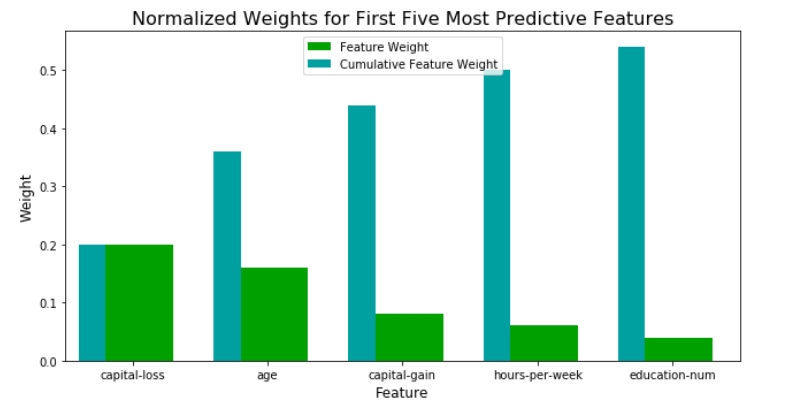 Normalized Weights for First Five Most Predictive Features
Feature Weight
Cumulative Feature Weight
0.5
0.4
0.3
0.2
0.1
0.0
Weight
capital-loss age capital-gain hours-per-week education-num
Feature